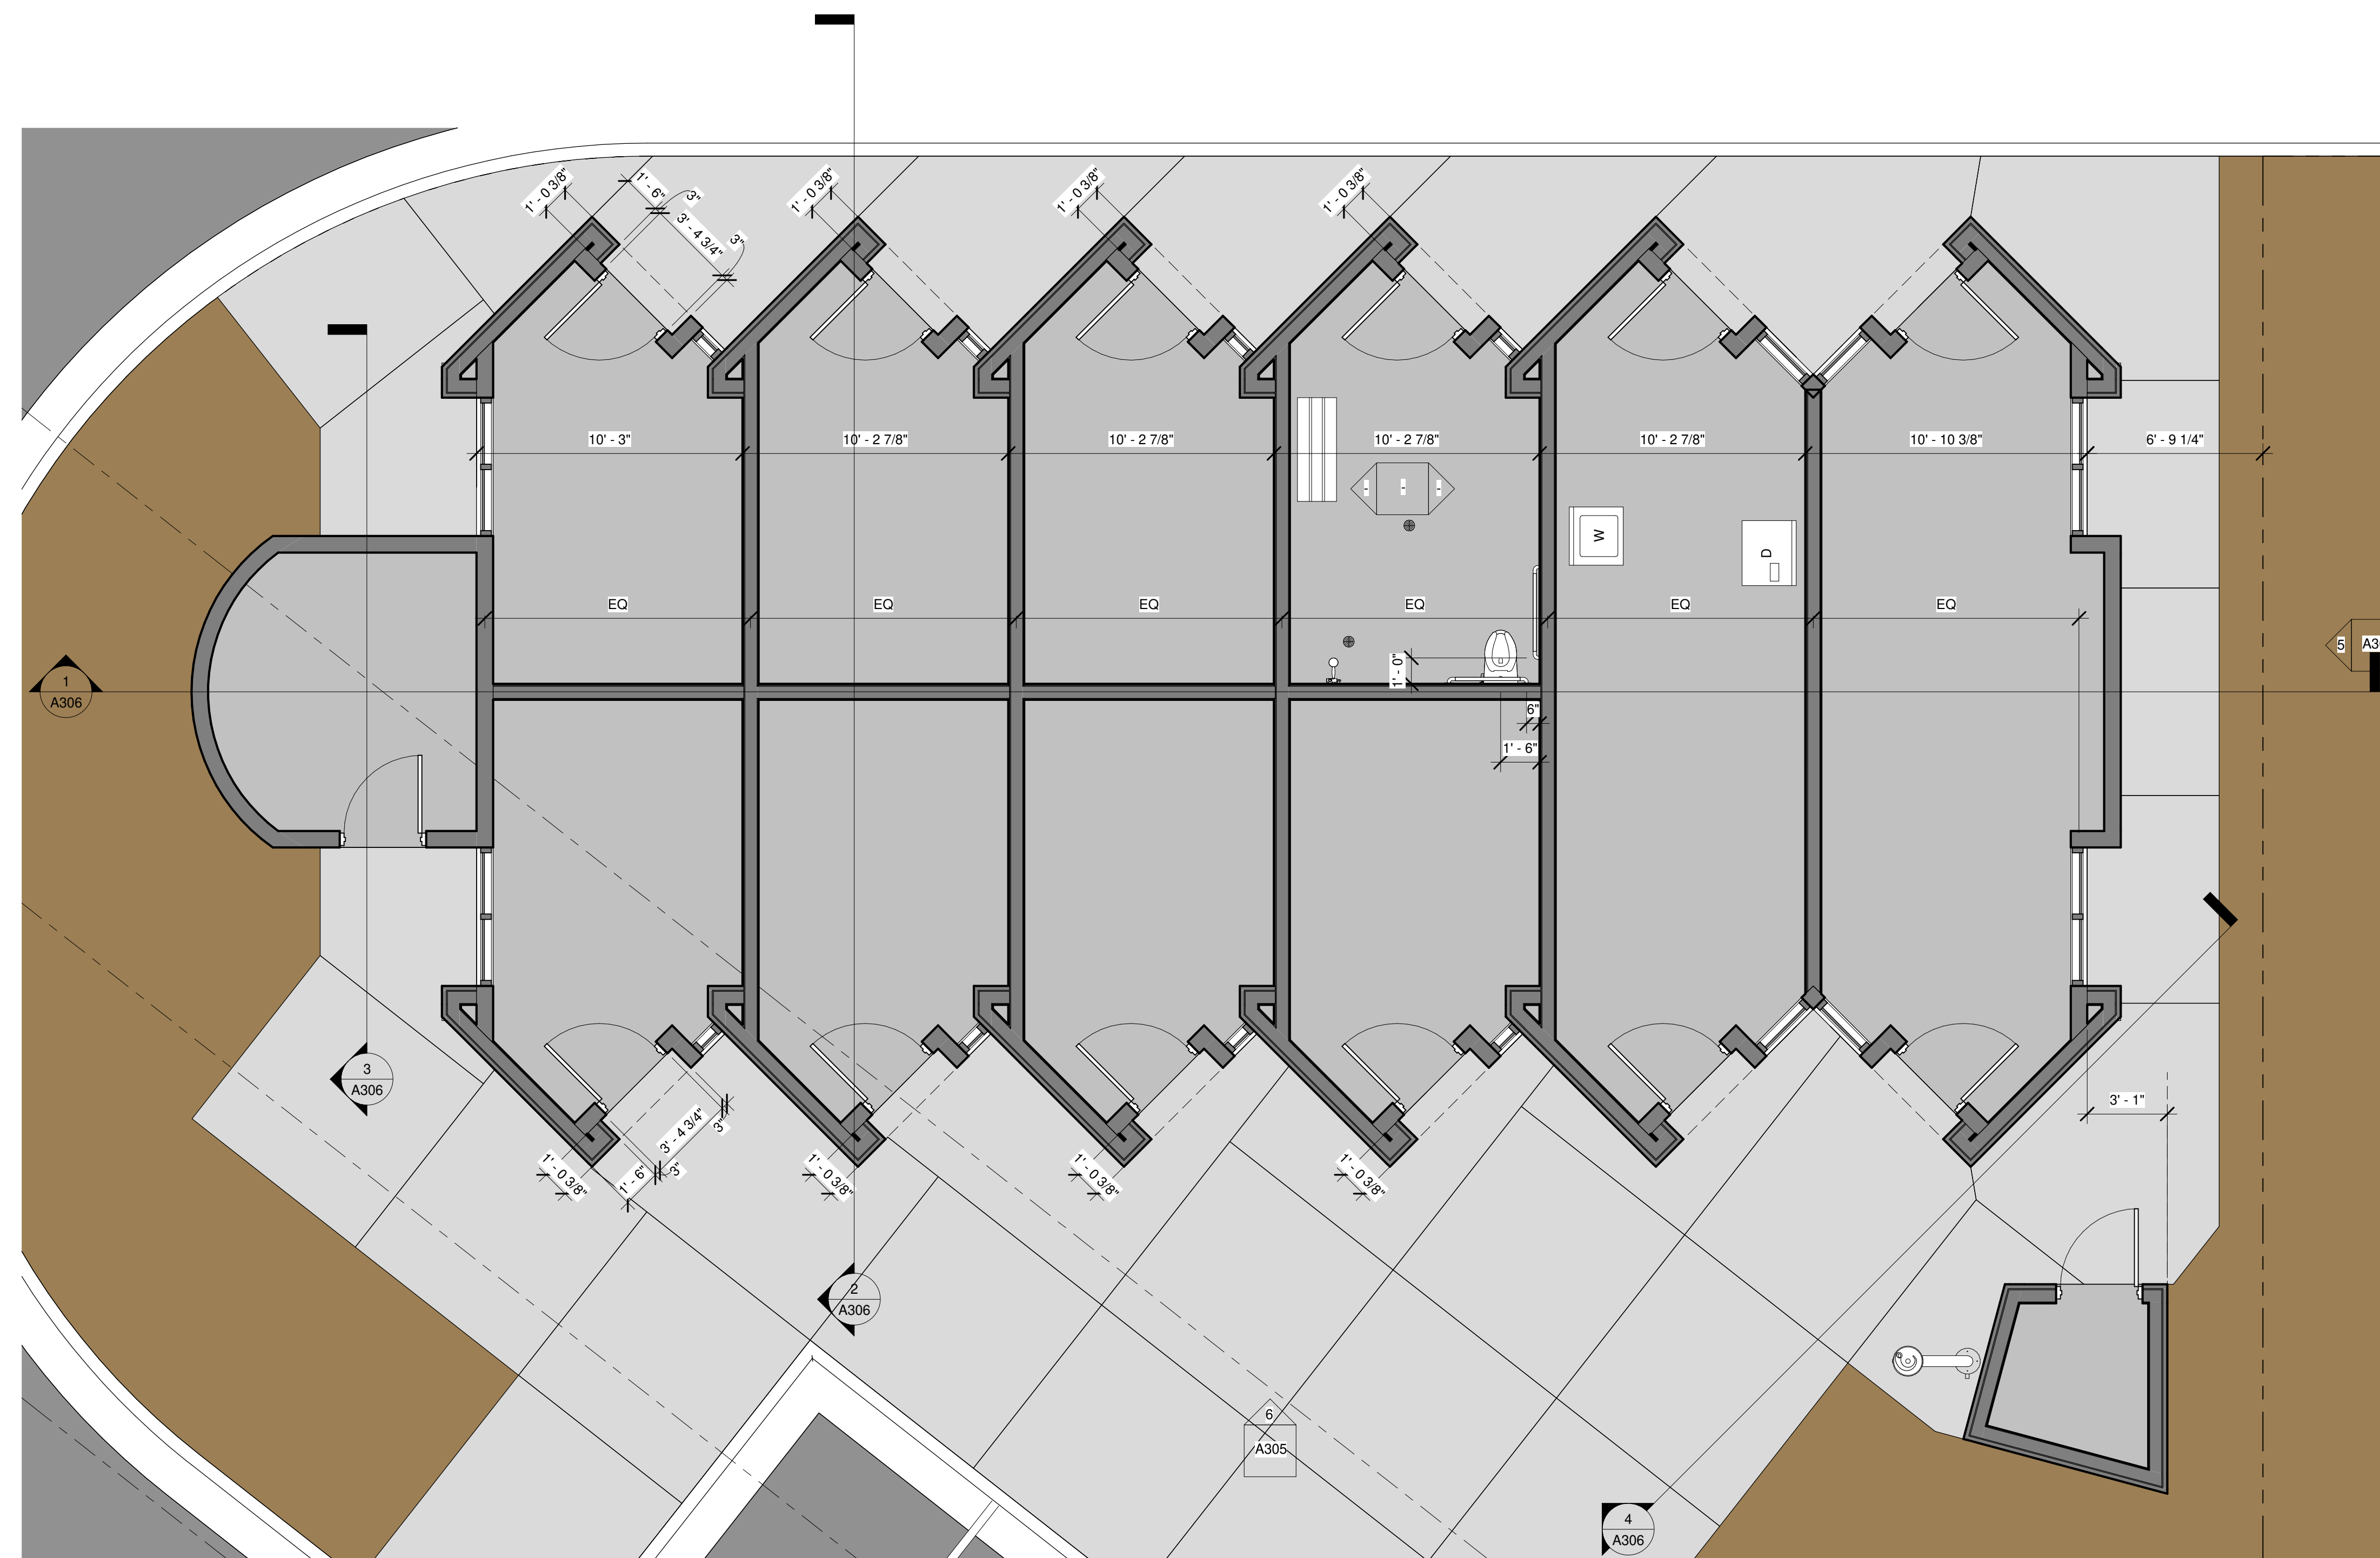 1' - 0 3/8"
1' - 6"
3"
3' - 4 3/4"
3"
1' - 0 3/8"
1' - 0 3/8"
1' - 0 3/8"
10' - 3"
10' - 2 7/8"
10' - 2 7/8"
10' - 2 7/8"
10' - 2 7/8"
10' - 10 3/8"
6' - 9 1/4"
-
-
-
W
D
EQ
EQ
EQ
EQ
EQ
EQ
1' - 0"
6"
1' - 6"
1
A306
5
3
A306
3' - 4 3/4"
3"
3"
1' - 6"
1' - 0 3/8"
1' - 0 3/8"
1' - 0 3/8"
1' - 0 3/8"
3' - 1"
2
A306
6
A305
4
A306